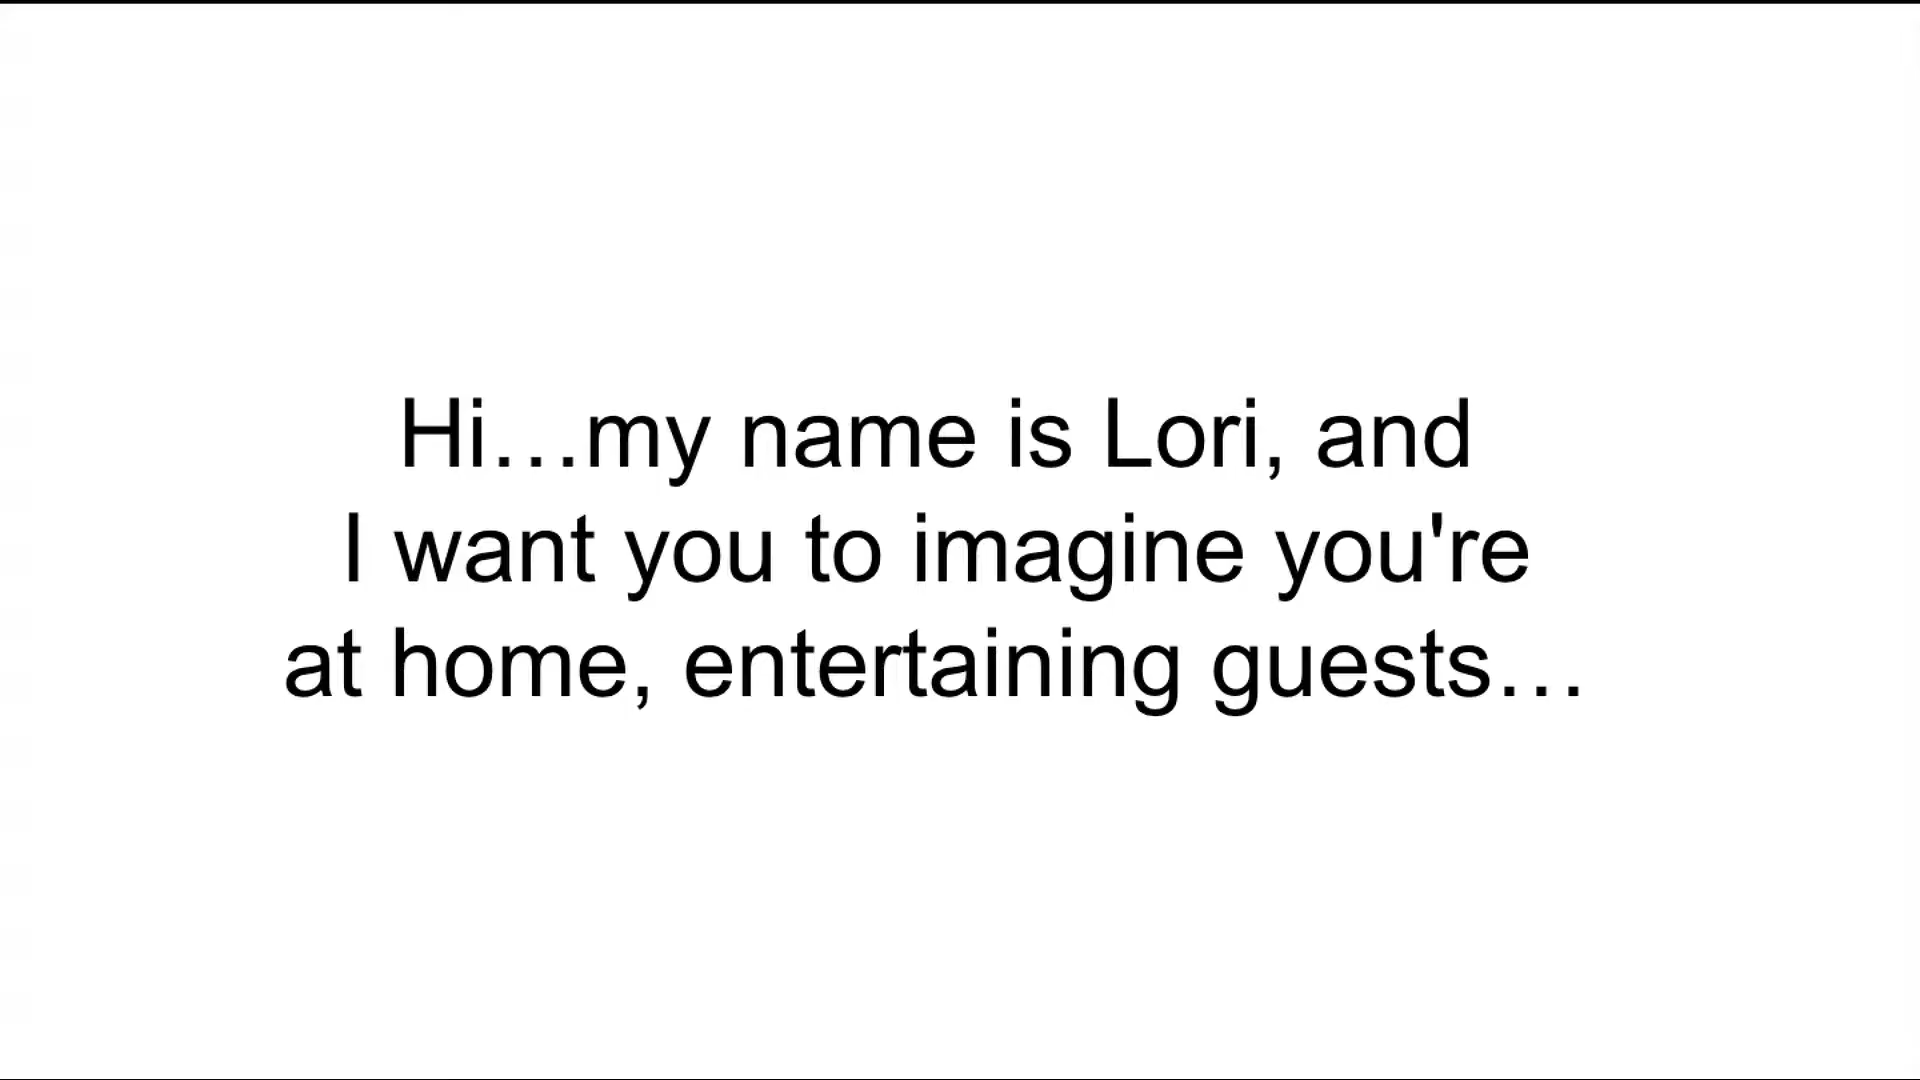 Hi…my name is Lori, and
I want you to imagine you're
at home, entertaining guests…